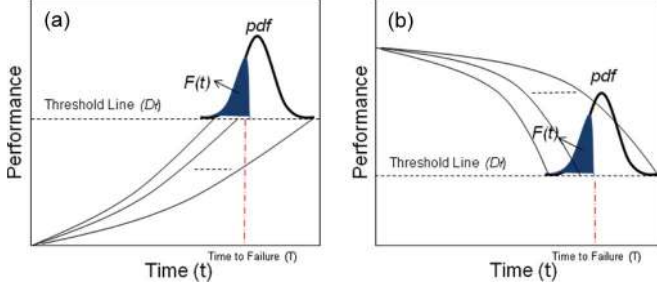 (a)
pdf
F(t)
Threshold Line (Df)
Performance
Time to Failure (T)
Time (t)
(b)
pdf
F(t)
Threshold Line (Df)
Performance
Time to Failure (T)
Time (t)